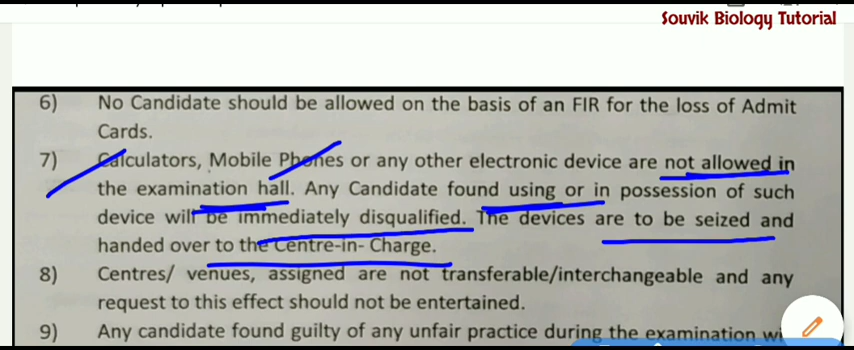 Souvik Biology Tutorial
6) No Candidate should be allowed on the basis of an FIR for the loss of Admit
Cards.
7) Calculators, Mobile Phones or any other electronic device are not allowed in
the examination hall. Any Candidate found using or in possession of such
device will be immediately disqualified. The devices are to be seized and
handed over to the Centre-in- Charge.
8) Centres/ venues, assigned are not transferable/interchangeable and any
request to this effect should not be entertained.
9) Any candidate found guilty of any unfair practice during the examination